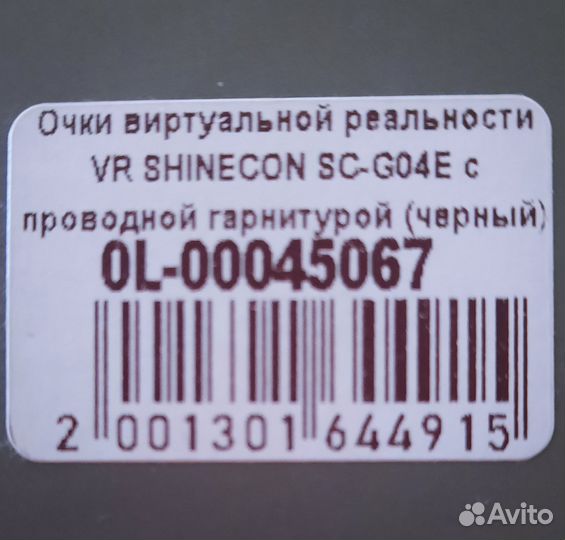 Очки виртуальной реальности
VR SHINECON SC-G04E с
проводной гарнитурой (черный)
0L-00045067
2 001301 644915
Avito